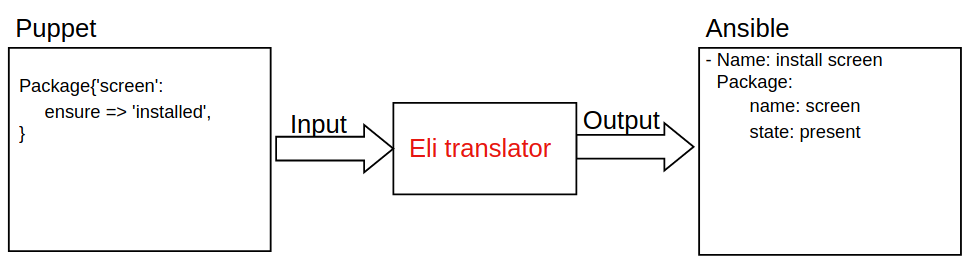 Puppet
Package{'screen':
ensure => 'installed',
}
Input
Eli translator
Output
Ansible
- Name: install screen
Package:
name: screen
state: present